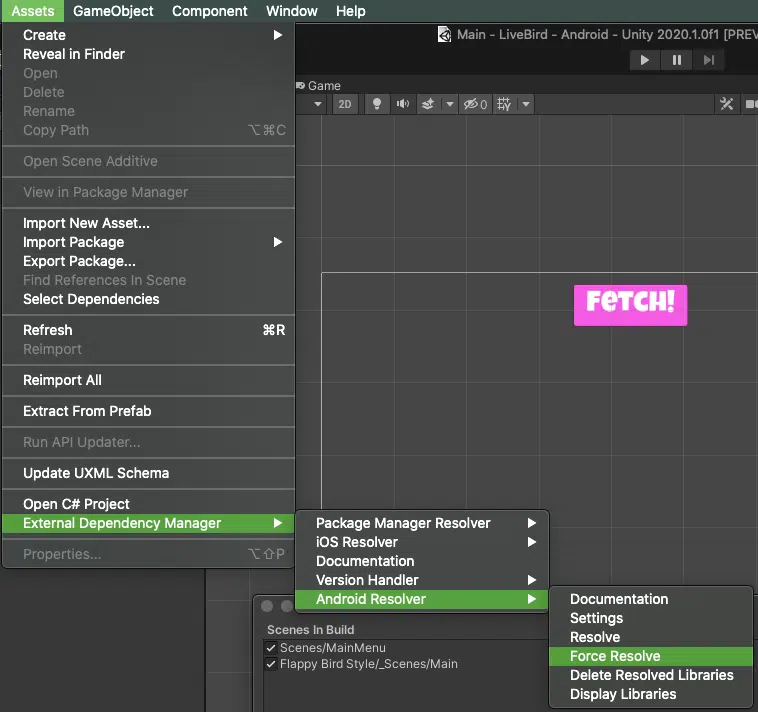 Assets GameObject Component Window Help
Main - LiveBird - Android - Unity 2020.1.0f1 [PREV
Create
Reveal in Finder
Open
Delete
Rename
Copy Path ⌥⌘C
Open Scene Additive
View in Package Manager
Import New Asset...
Import Package
Export Package...
Find References In Scene
Select Dependencies
Refresh ⌘R
Reimport
Reimport All
Extract From Prefab
Run API Updater...
Update UXML Schema
Open C# Project
External Dependency Manager
Properties... ⌥⇧P
Game
2D 0
FETCH!
Package Manager Resolver
iOS Resolver
Documentation
Version Handler
Android Resolver
Documentation
Settings
Resolve
Force Resolve
Delete Resolved Libraries
Display Libraries
Scenes In Build
Scenes/MainMenu
Flappy Bird Style/_Scenes/Main